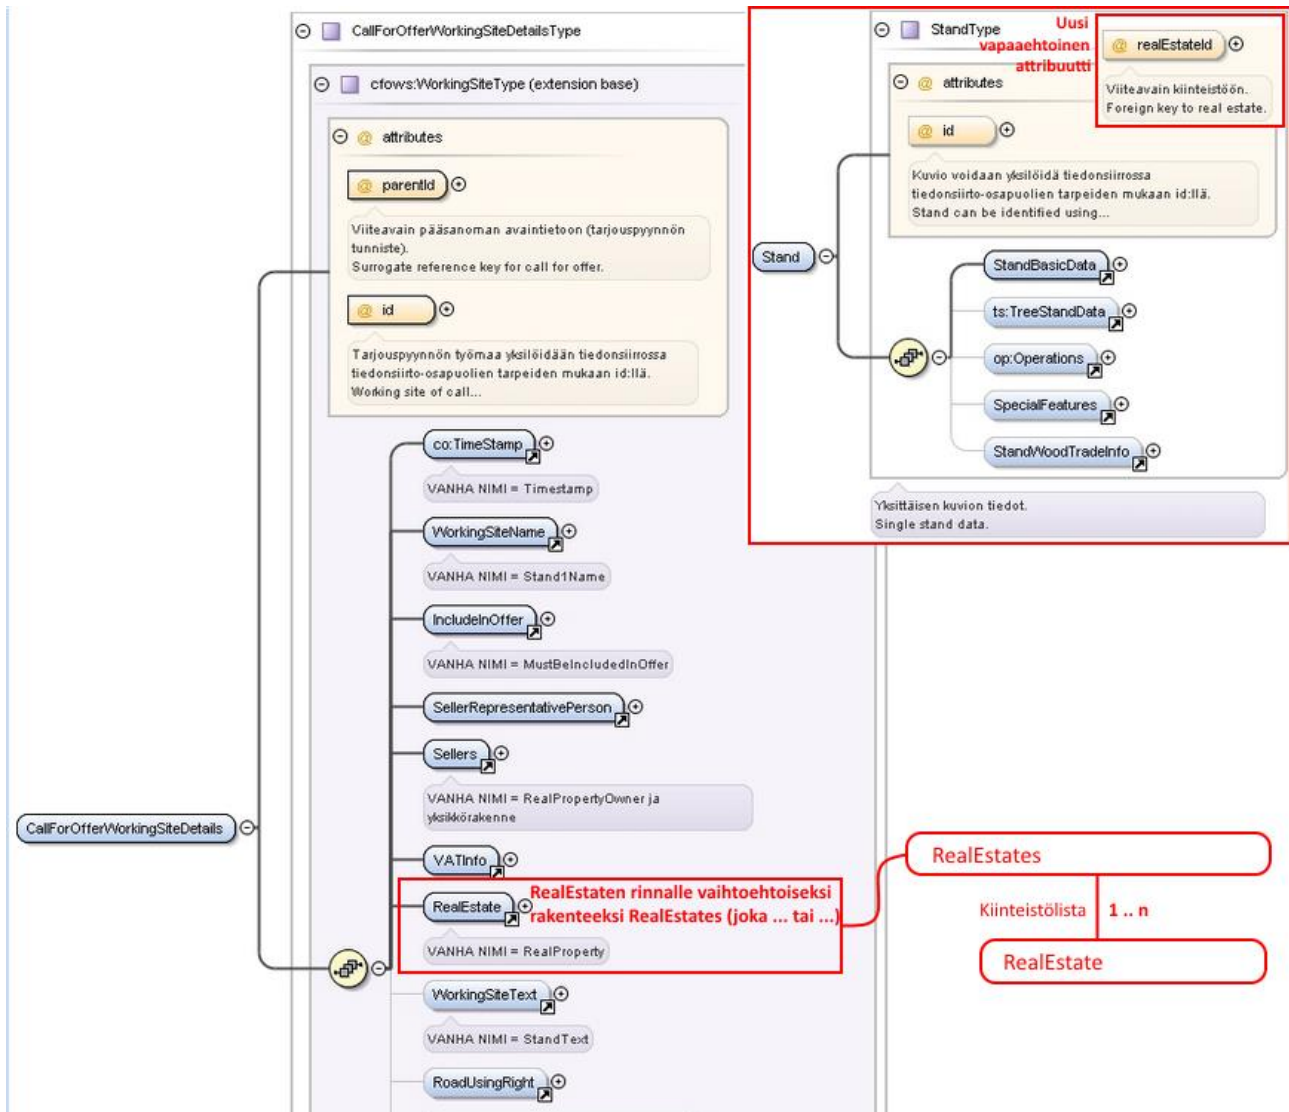 CallForOfferWorkingSiteDetailsType
cfows:WorkingSiteType (extension base)
attributes
parentId
Viiteavain pääsanoman avaintietoon (tarjouspyynnön
tunniste).
Surrogate reference key for call for offer.
id
Tarjouspyynnön työmaa yksilöidään tiedonsiirrossa
tiedonsiirto-osapuolien tarpeiden mukaan id:llä.
Working site of call...
co:TimeStamp
VANHA NIMI = Timestamp
WorkingSiteName
VANHA NIMI = Stand1Name
IncludeInOffer
VANHA NIMI = MustBeIncludedInOffer
SellerRepresentativePerson
Sellers
VANHA NIMI = RealPropertyOwner ja
yksikkörakenne
CallForOfferWorkingSiteDetails
VATInfo
RealEstate
RealEstaten rinnalle vaihtoehtoiseksi
rakenteeksi RealEstates (joka ... tai ...)
VANHA NIMI = RealProperty
WorkingSiteText
VANHA NIMI = StandText
RoadUsingRight
StandType
Uusi
vapaaehtoinen
attribuutti
realEstateId
Viiteavain kiinteistöön.
Foreign key to real estate.
attributes
id
Kuvio voidaan yksilöidä tiedonsiirrossa
tiedonsiirto-osapuolien tarpeiden mukaan id:llä.
Stand can be identified using...
Stand
StandBasicData
ts:TreeStandData
op:Operations
SpecialFeatures
StandWoodTradeInfo
Yksittäisen kuvion tiedot.
Single stand data.
RealEstates
Kiinteistölista
1 .. n
RealEstate